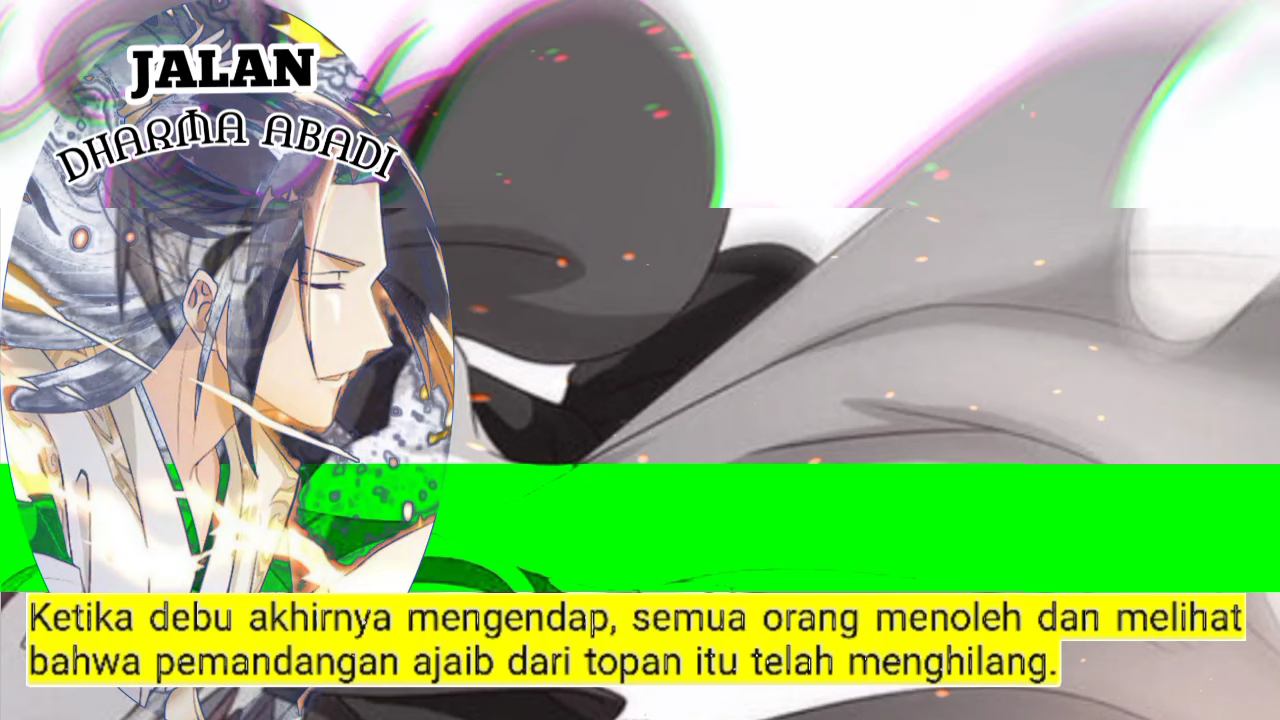 JALAN
DHARMA ABADI
Ketika debu akhirnya mengendap, semua orang menoleh dan melihat
bahwa pemandangan ajaib dari topan itu telah menghilang.